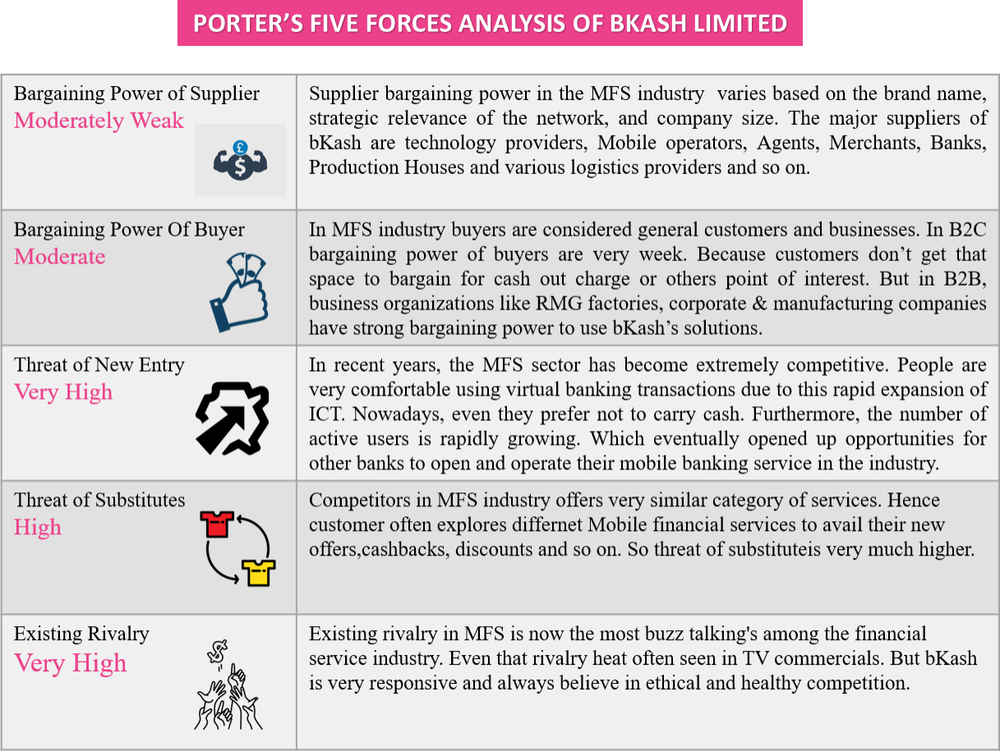 PORTER’S FIVE FORCES ANALYSIS OF BKASH LIMITED
Bargaining Power of Supplier
Moderately Weak
£
$
Supplier bargaining power in the MFS industry  varies based on the brand name,
strategic relevance of the network, and company size. The major suppliers of
bKash are technology providers, Mobile operators, Agents, Merchants, Banks,
Production Houses and various logistics providers and so on.
Bargaining Power Of Buyer
Moderate
In MFS industry buyers are considered general customers and businesses. In B2C
bargaining power of buyers are very week. Because customers don’t get that
space to bargain for cash out charge or others point of interest. But in B2B,
business organizations like RMG factories, corporate & manufacturing companies
have strong bargaining power to use bKash’s solutions.
Threat of New Entry
Very High
In recent years, the MFS sector has become extremely competitive. People are
very comfortable using virtual banking transactions due to this rapid expansion of
ICT. Nowadays, even they prefer not to carry cash. Furthermore, the number of
active users is rapidly growing. Which eventually opened up opportunities for
other banks to open and operate their mobile banking service in the industry.
Threat of Substitutes
High
Competitors in MFS industry offers very similar category of services. Hence
customer often explores differnet Mobile financial services to avail their new
offers,cashbacks, discounts and so on. So threat of substituteis very much higher.
Existing Rivalry
Very High
$
Existing rivalry in MFS is now the most buzz talking's among the financial
service industry. Even that rivalry heat often seen in TV commercials. But bKash
is very responsive and always believe in ethical and healthy competition.